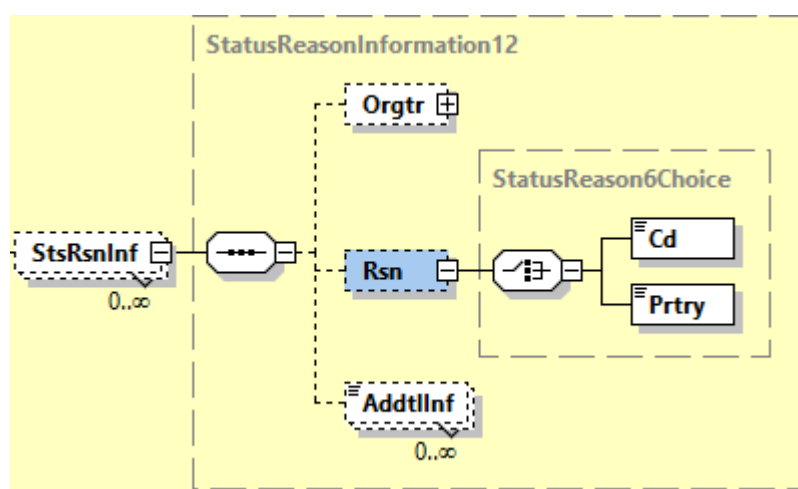 StatusReasonInformation12
Orgtr
StatusReason6Choice
Cd
StsRsnInf
Rsn
0..∞
Prtry
AddtlInf
0..∞